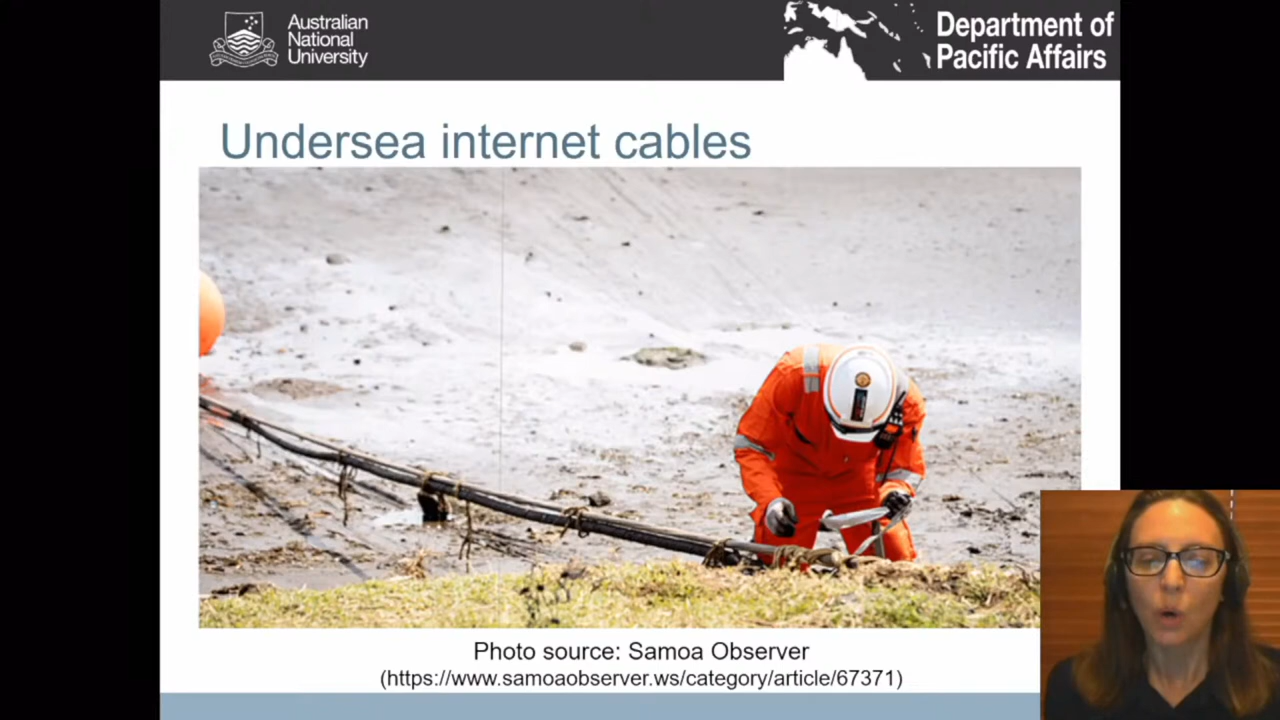 Australian
National
University
Department of
Pacific Affairs
Undersea internet cables
Photo source: Samoa Observer
(https://www.samoaobserver.ws/category/article/67371)